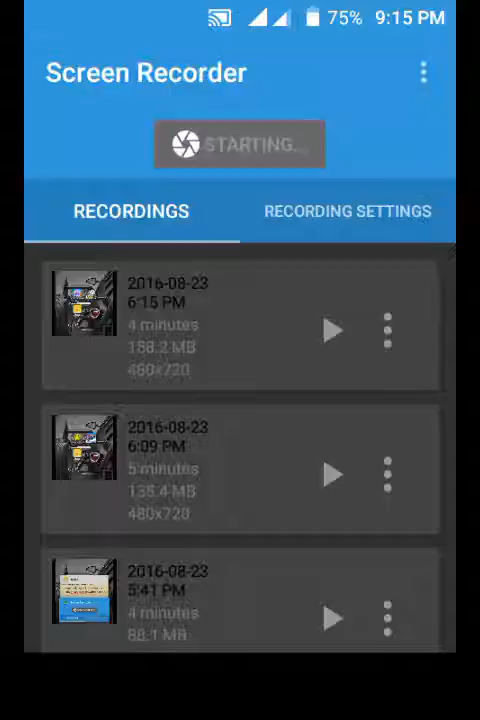 75% 9:15 PM
Screen Recorder
STARTING...
RECORDINGS
RECORDING SETTINGS
2016-08-23
6:15 PM
4 minutes
158.2 MB
480x720
2016-08-23
6:09 PM
5 minutes
135.4 MB
480x720
2016-08-23
5:41 PM
4 minutes
88.1 MB